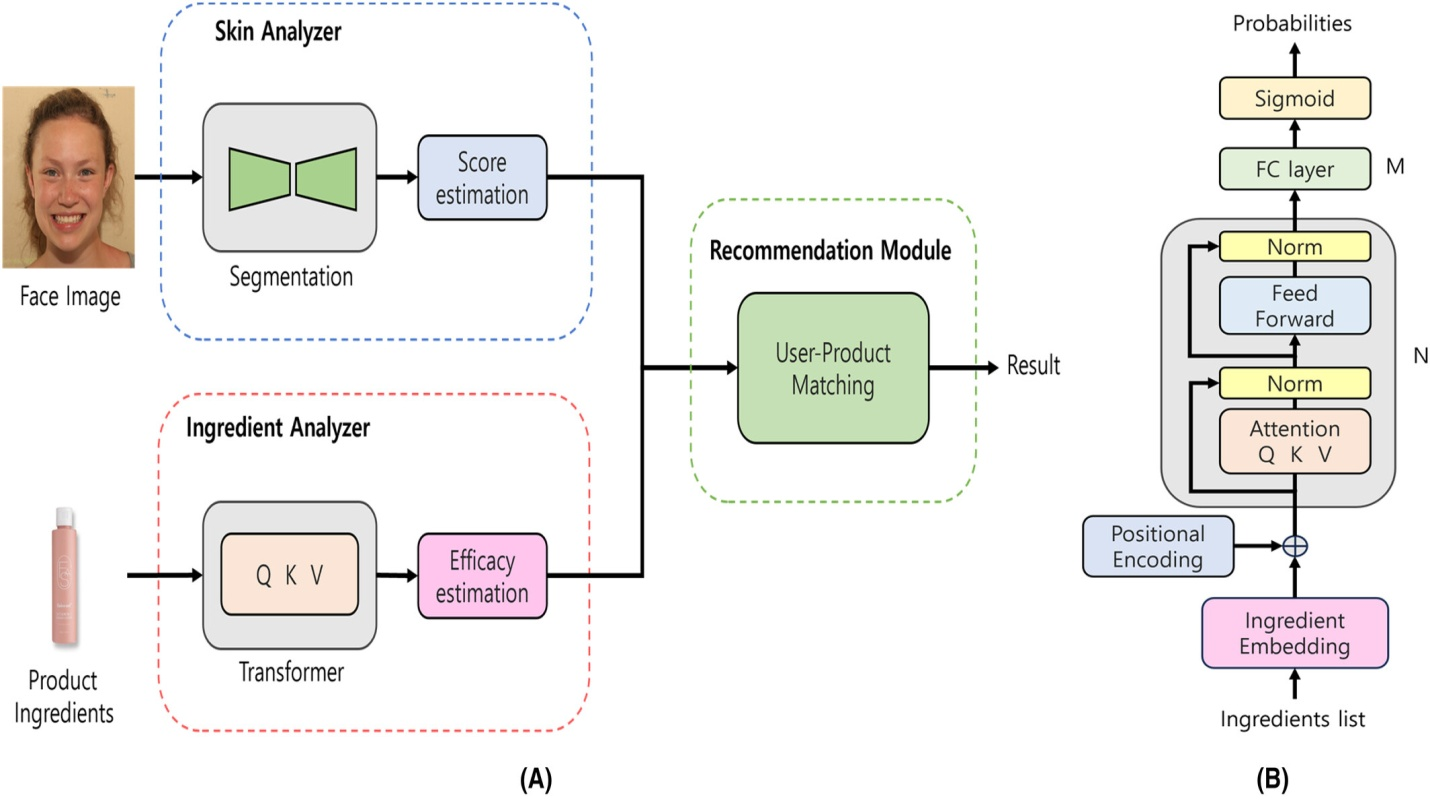 Skin Analyzer
Segmentation
Score
estimation
Face Image
Ingredient Analyzer
Q K V
Transformer
Efficacy
estimation
Product
Ingredients
Recommendation Module
User-Product
Matching
Result
(A)
Probabilities
Sigmoid
FC layer
M
Norm
Feed
Forward
N
Norm
Attention
Q K V
Positional
Encoding
Ingredient
Embedding
Ingredients list
(B)